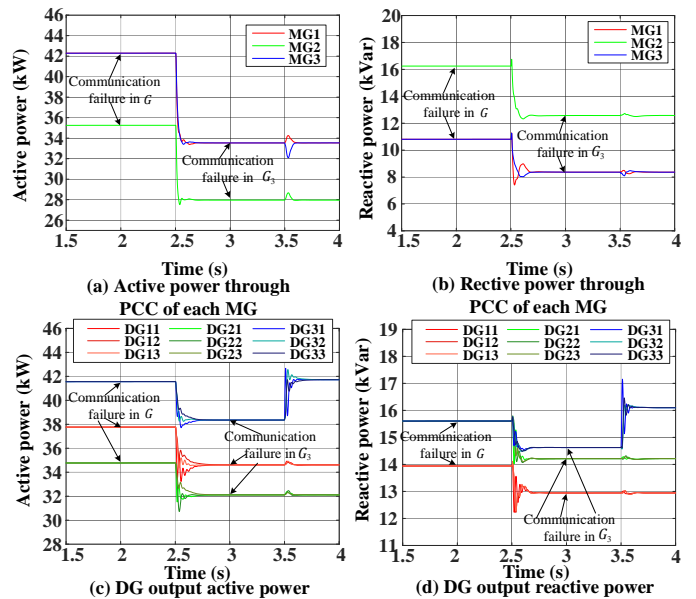 Active power (kW)
46
42
38
34
30
28
26
MG1
MG2
MG3
Communication
failure in G
Communication
failure in G3
1.5
2
2.5
3
3.5
4
Time (s)
(a) Active power through
PCC of each MG
Reactive power (kVar)
20
18
16
14
12
10
8
6
4
MG1
MG2
MG3
Communication
failure in G
Communication
failure in G3
1.5
2
2.5
3
3.5
4
Time (s)
(b) Rective power through
PCC of each MG
Active power (kW)
46
44
42
40
38
36
34
32
30
28
DG11 DG21 DG31
DG12 DG22 DG32
DG13 DG23 DG33
Communication
failure in G
Communication
failure in G3
1.5
2
2.5
3
3.5
4
Time (s)
(c) DG output active power
Reactive power (kVar)
19
18
17
16
15
14
13
12
11
DG11 DG21 DG31
DG12 DG22 DG32
DG13 DG23 DG33
Communication
failure in G
Communication
failure in G3
1.5
2
2.5
3
3.5
4
Time (s)
(d) DG output reactive power